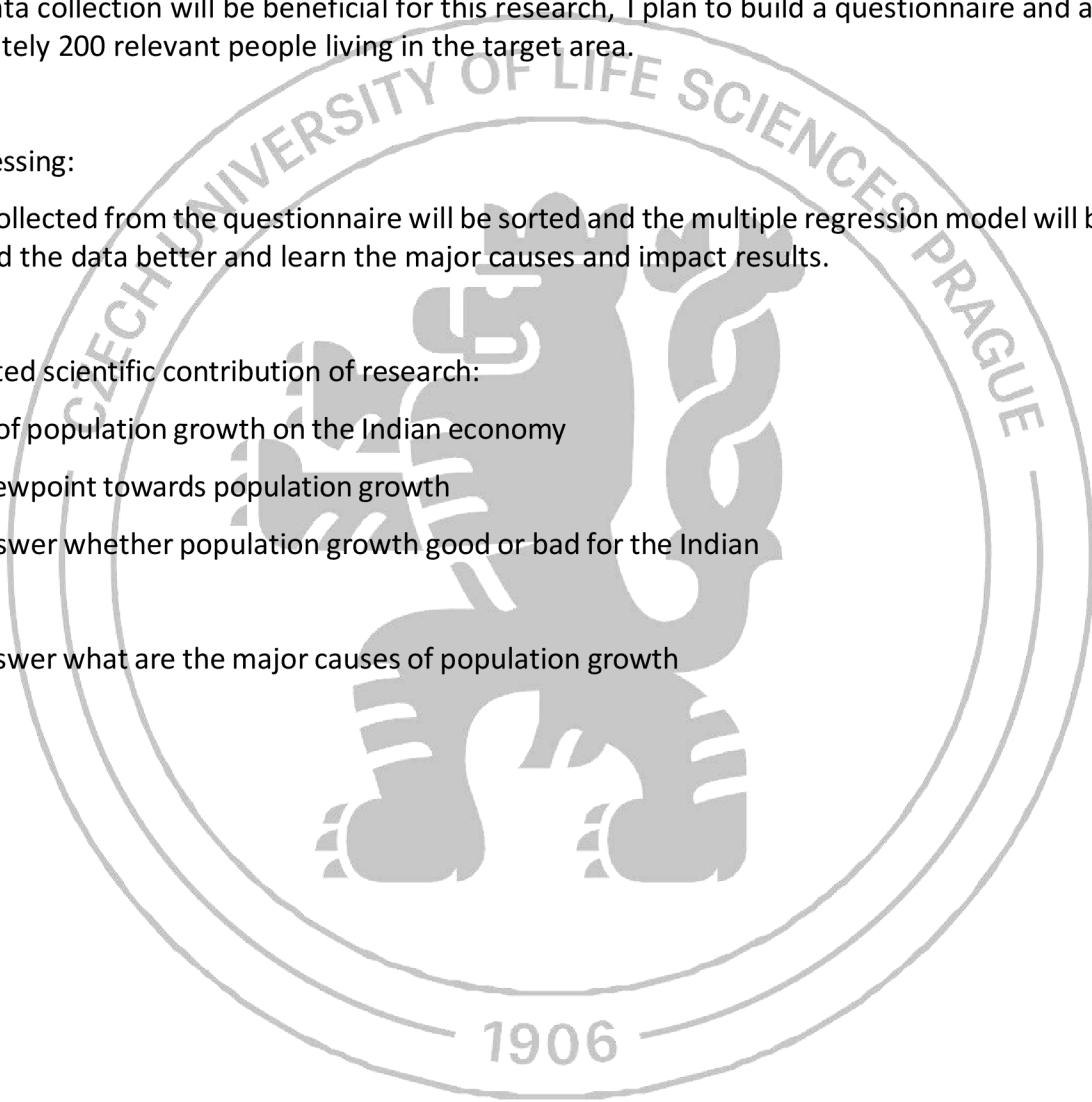 ta collection will be beneficial for this research, I plan to build a questionnaire and a
tely 200 relevant people living in the target area.
essing:
ollected from the questionnaire will be sorted and the multiple regression model will b
d the data better and learn the major causes and impact results.
ted scientific contribution of research:
of population growth on the Indian economy
ewpoint towards population growth
swer whether population growth good or bad for the Indian
swer what are the major causes of population growth
CZECH UNIVERSITY OF LIFE SCIENCES PRAGUE
1906